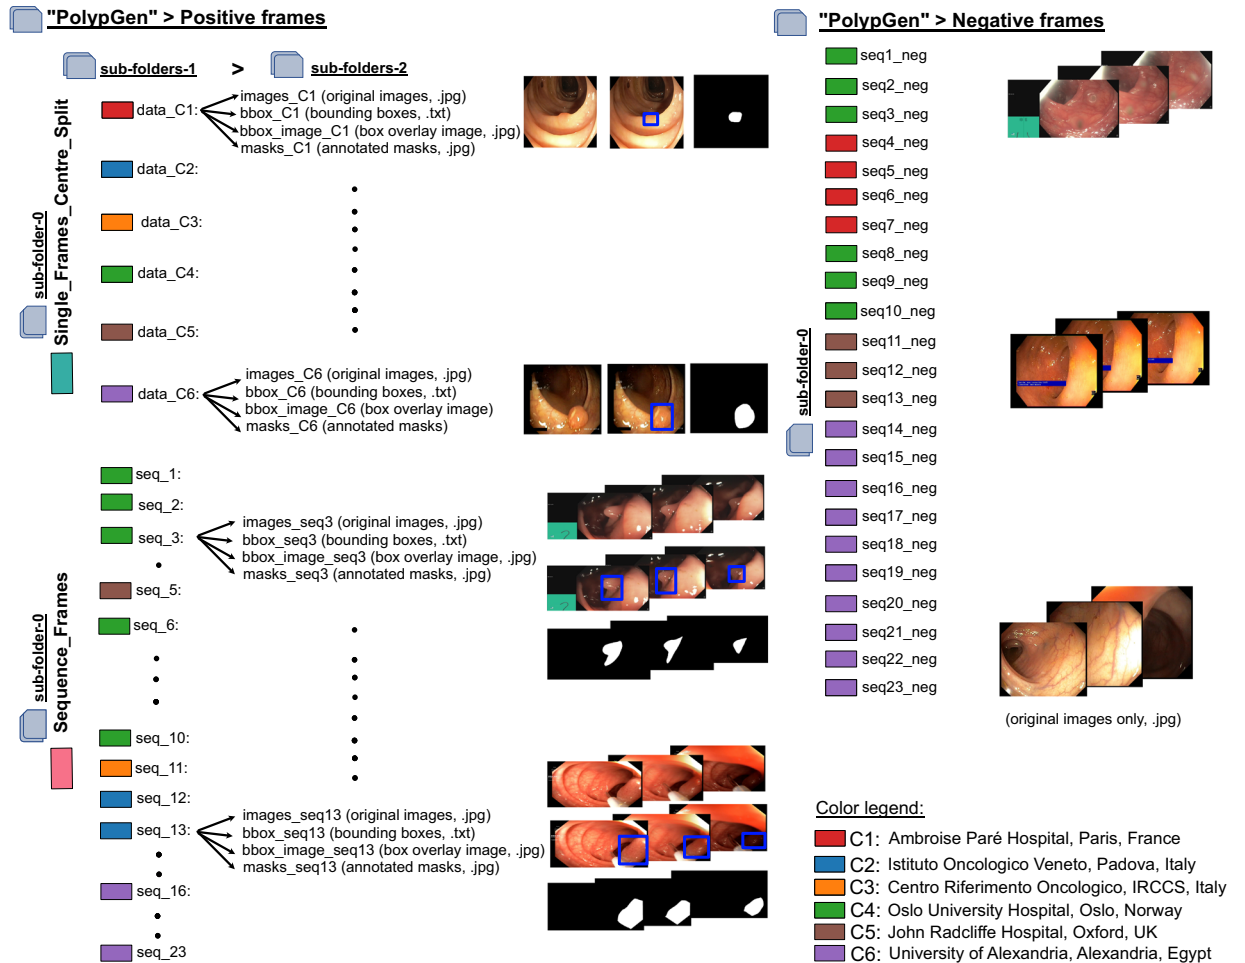 "PolypGen" > Positive frames
sub-folders-1 > sub-folders-2
sub-folder-0
Single_Frames_Centre_Split
data_C1:
images_C1 (original images, .jpg)
bbox_C1 (bounding boxes, .txt)
bbox_image_C1 (box overlay image, .jpg)
masks_C1 (annotated masks, .jpg)
data_C2:
data_C3:
data_C4:
data_C5:
data_C6:
images_C6 (original images, .jpg)
bbox_C6 (bounding boxes, .txt)
bbox_image_C6 (box overlay image)
masks_C6 (annotated masks)
sub-folder-0
Sequence_Frames
seq_1:
seq_2:
seq_3:
images_seq3 (original images, .jpg)
bbox_seq3 (bounding boxes, .txt)
bbox_image_seq3 (box overlay image, .jpg)
masks_seq3 (annotated masks, .jpg)
seq_5:
seq_6:
seq_10:
seq_11:
seq_12:
seq_13:
images_seq13 (original images, .jpg)
bbox_seq13 (bounding boxes, .txt)
bbox_image_seq13 (box overlay image, .jpg)
masks_seq13 (annotated masks, .jpg)
seq_16:
seq_23
"PolypGen" > Negative frames
sub-folder-0
seq1_neg
seq2_neg
seq3_neg
seq4_neg
seq5_neg
seq6_neg
seq7_neg
seq8_neg
seq9_neg
seq10_neg
seq11_neg
seq12_neg
seq13_neg
seq14_neg
seq15_neg
seq16_neg
seq17_neg
seq18_neg
seq19_neg
seq20_neg
seq21_neg
seq22_neg
seq23_neg
(original images only, .jpg)
Color legend:
C1: Ambroise Paré Hospital, Paris, France
C2: Istituto Oncologico Veneto, Padova, Italy
C3: Centro Riferimento Oncologico, IRCCS, Italy
C4: Oslo University Hospital, Oslo, Norway
C5: John Radcliffe Hospital, Oxford, UK
C6: University of Alexandria, Alexandria, Egypt